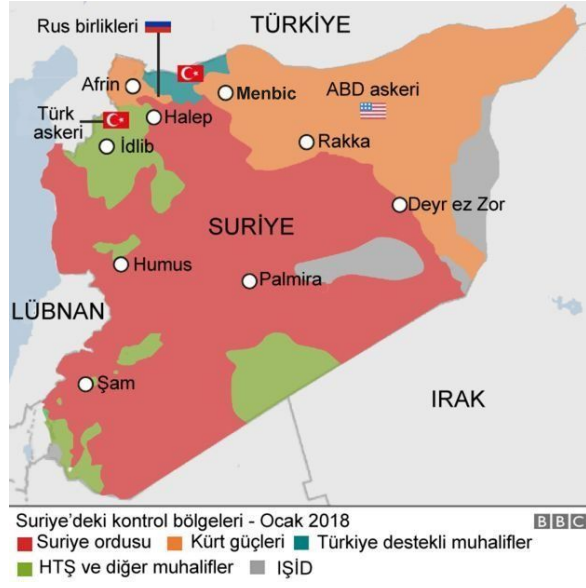 Rus birlikleri
TÜRKİYE
Afrin
Menbic
ABD askeri
Türk
askeri
Halep
İdlib
Rakka
Deyr ez Zor
SURİYE
Humus
Palmira
LÜBNAN
Şam
IRAK
Suriye'deki kontrol bölgeleri - Ocak 2018
BBC
Suriye ordusu
Kürt güçleri
Türkiye destekli muhalifler
HTŞ ve diğer muhalifler
IŞİD